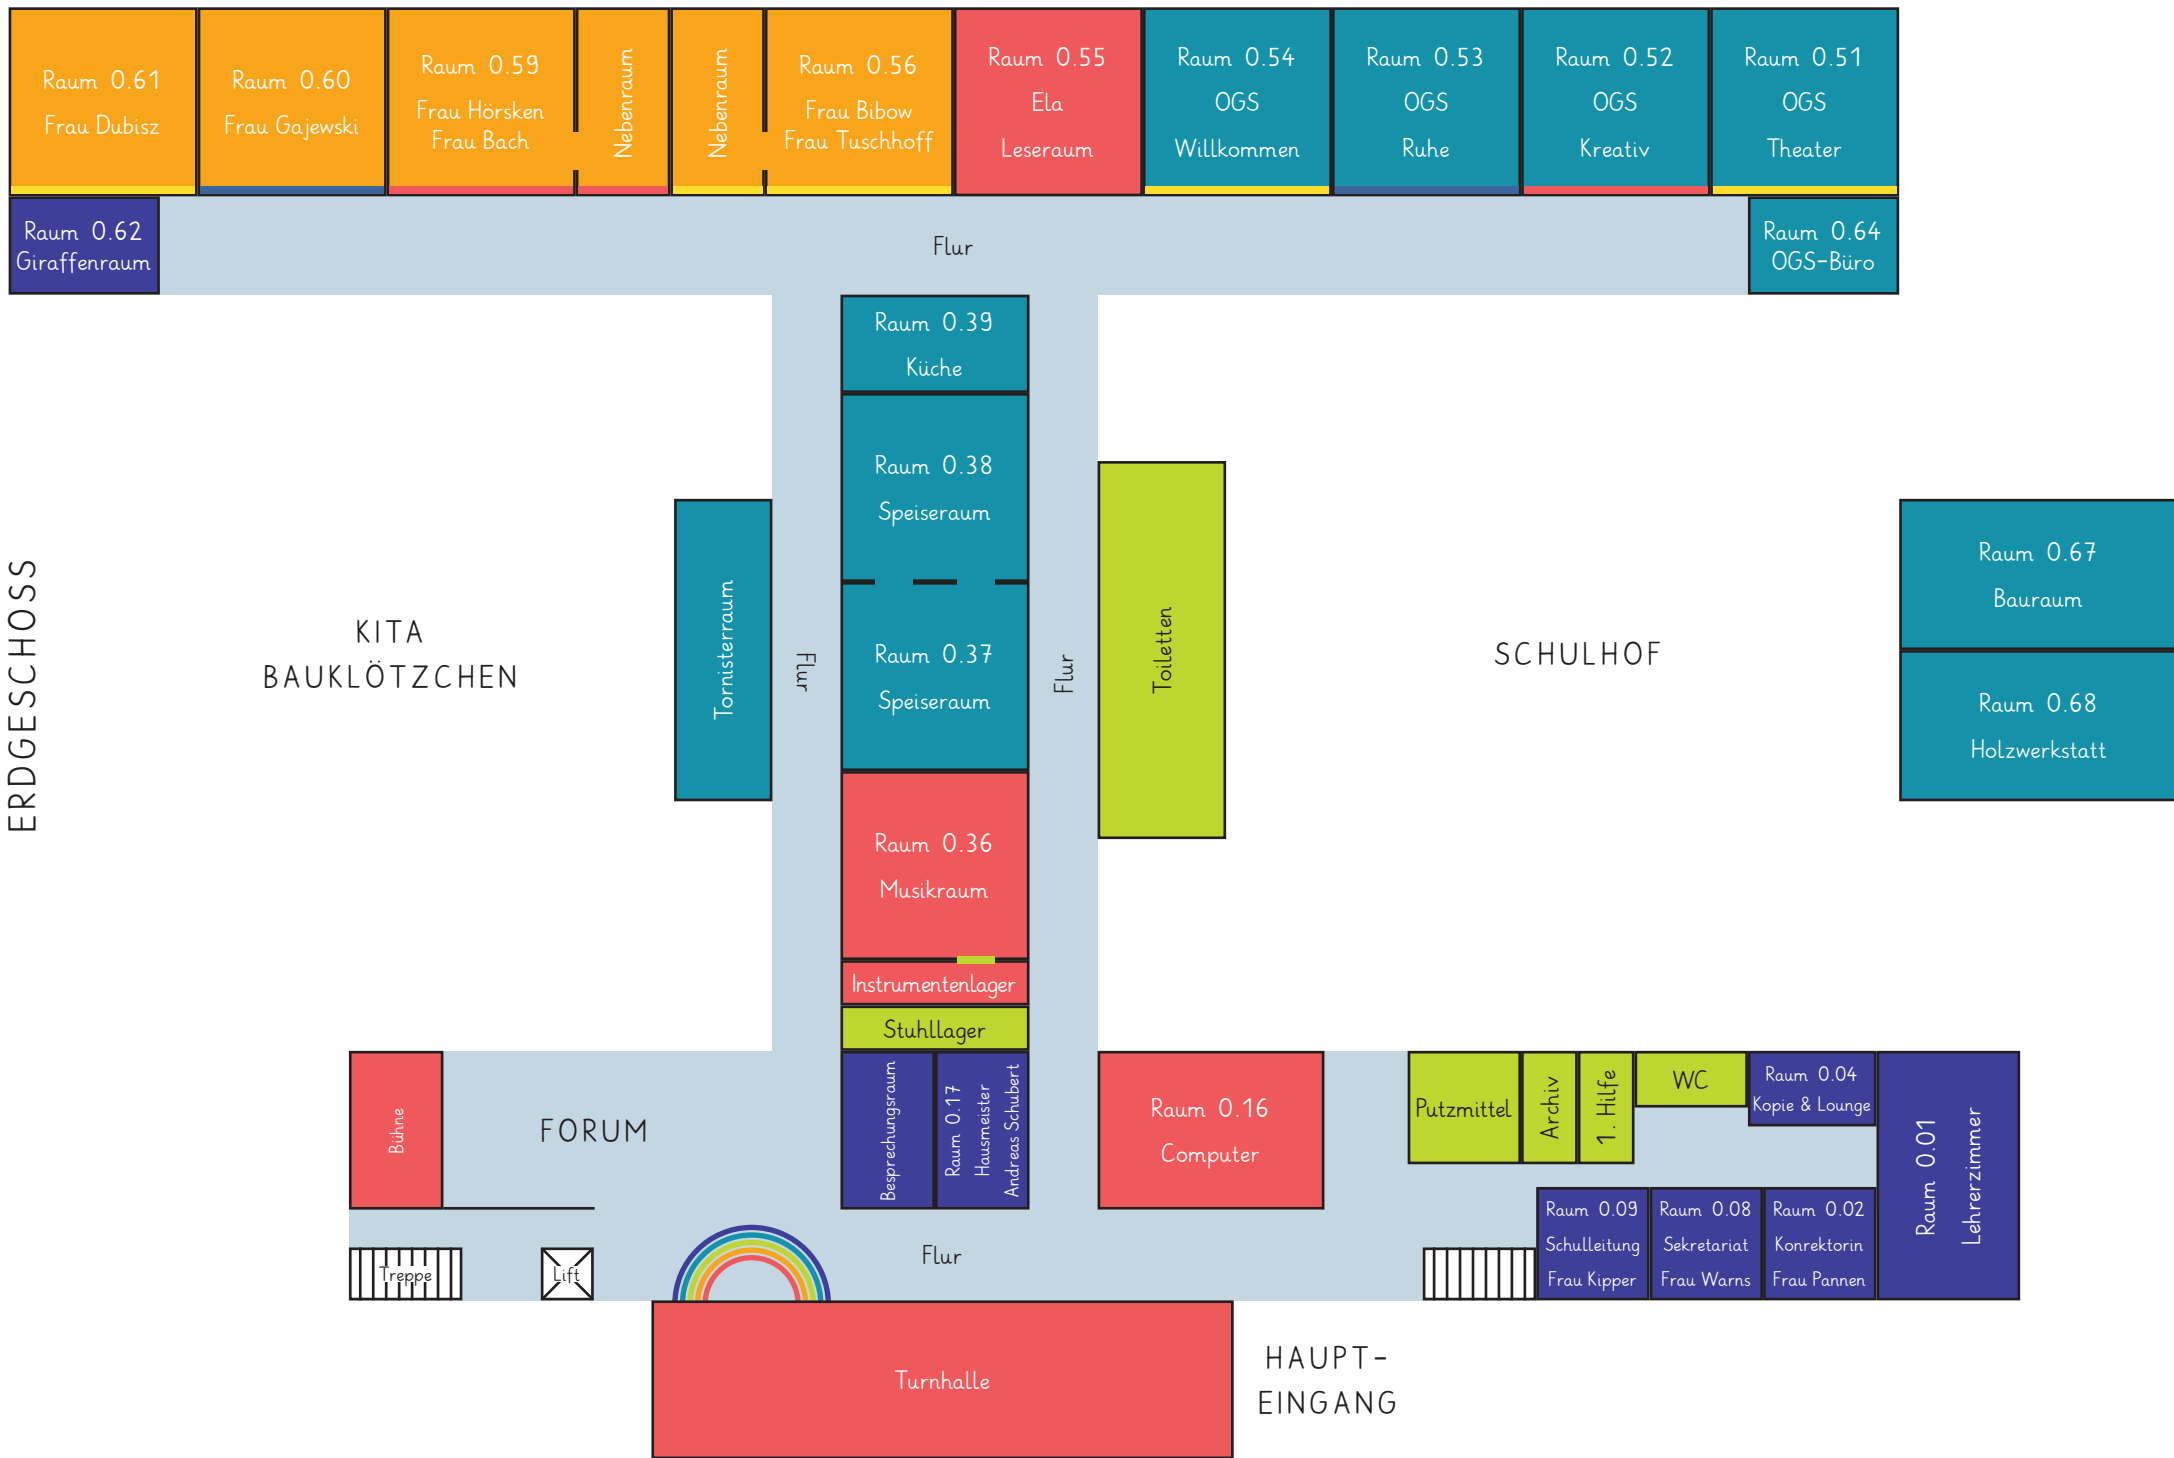 Raum 0.61
Frau Dubisz
Raum 0.60
Frau Gajewski
Raum 0.59
Frau Hörsken
Frau Bach
Nebenraum
Nebenraum
Raum 0.56
Frau Bibow
Frau Tuschhoff
Raum 0.55
Ela
Leseraum
Raum 0.54
OGS
Willkommen
Raum 0.53
OGS
Ruhe
Raum 0.52
OGS
Kreativ
Raum 0.51
OGS
Theater
Raum 0.62
Giraffenraum
Flur
Raum 0.64
OGS-Büro
Raum 0.39
Küche
Raum 0.38
Speiseraum
ERDGESCHOSS
KITA
BAUKLÖTZCHEN
Tornisterraum
Flur
Raum 0.37
Speiseraum
Flur
Toiletten
SCHULHOF
Raum 0.67
Bauraum
Raum 0.68
Holzwerkstatt
Raum 0.36
Musikraum
Instrumentenlager
Stuhllager
Bühne
FORUM
Besprechungsraum
Raum 0.17
Hausmeister
Andreas Schubert
Raum 0.16
Computer
Putzmittel
Archiv
1. Hilfe
WC
Raum 0.04
Kopie & Lounge
Raum 0.01
Lehrerzimmer
Treppe
Lift
Flur
Raum 0.09
Schulleitung
Frau Kipper
Raum 0.08
Sekretariat
Frau Warns
Raum 0.02
Konrektorin
Frau Pannen
Turnhalle
HAUPT-
EINGANG